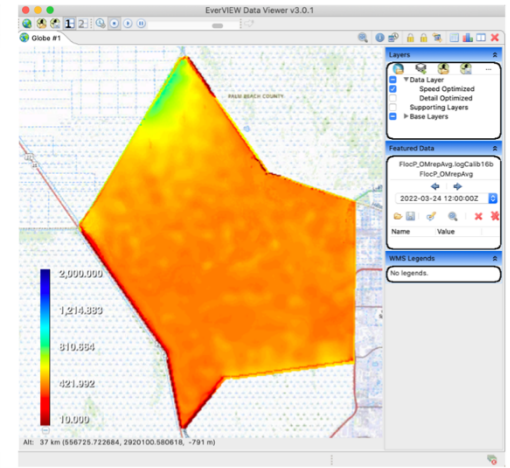 EverVIEW Data Viewer v3.0.1
1:
2:
Globe #1
PALM BEACH COUNTY
2,000.000
1,214.883
810.664
421.992
10.000
Alt: 37 km (556725.722684, 2920100.580618, -791 m)
Layers
Data Layer
Speed Optimized
Detail Optimized
Supporting Layers
Base Layers
Featured Data
FlocP_OMrepAvg.logCalib16b
FlocP_OMrepAvg
2022-03-24 12:00:00Z
Name Value
WMS Legends
No legends.